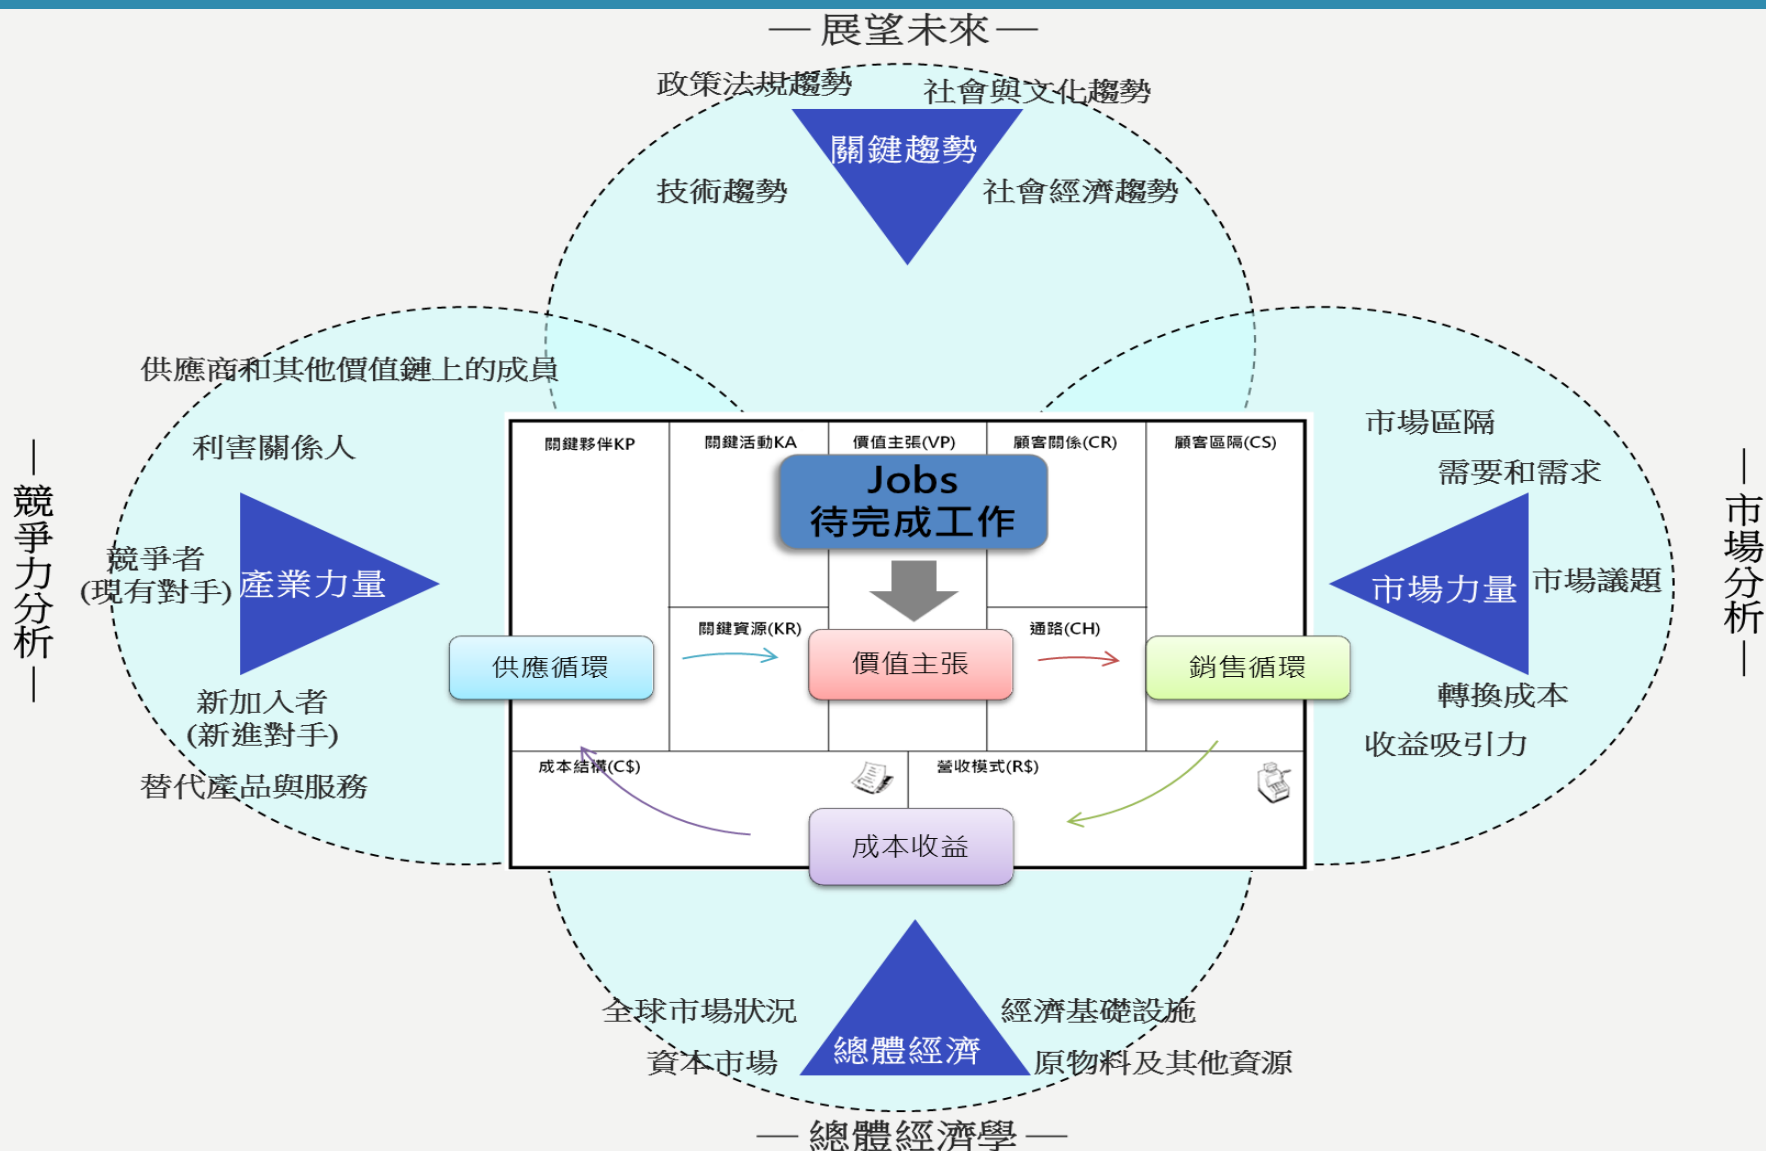 — 展望未來 —
政策法規趨勢
社會與文化趨勢
關鍵趨勢
技術趨勢
社會經濟趨勢
供應商和其他價值鏈上的成員
利害關係人
— 競爭力分析 —
競爭者
(現有對手)
產業力量
新加入者
(新進對手)
替代產品與服務
關鍵夥伴KP
關鍵活動KA
價值主張(VP)
顧客關係(CR)
顧客區隔(CS)
Jobs
待完成工作
關鍵資源(KR)
通路(CH)
供應循環
價值主張
銷售循環
成本結構(C$)
營收模式(R$)
成本收益
市場區隔
需要和需求
市場力量
市場議題
轉換成本
收益吸引力
— 市場分析 —
全球市場狀況
經濟基礎設施
資本市場
總體經濟
原物料及其他資源
— 總體經濟學 —